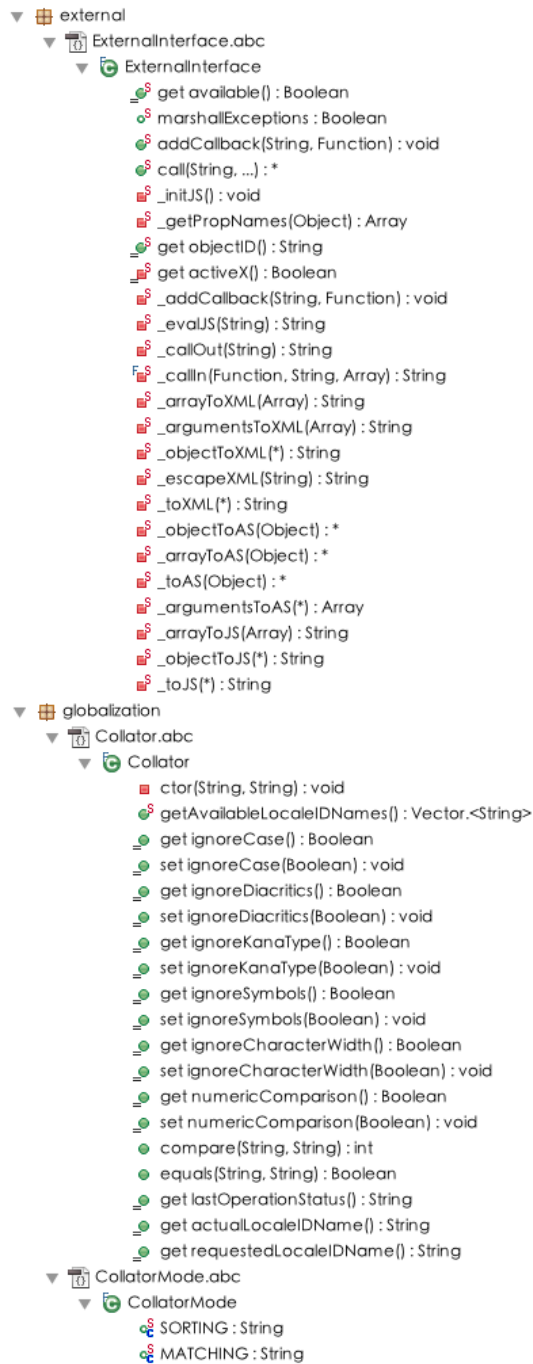 external
ExternalInterface.abc
ExternalInterface
get available() : Boolean
marshallExceptions : Boolean
addCallback(String, Function) : void
call(String, ...) : *
_initJS() : void
_getPropNames(Object) : Array
get objectID() : String
get activeX() : Boolean
_addCallback(String, Function) : void
_evalJS(String) : String
_callOut(String) : String
_callIn(Function, String, Array) : String
_arrayToXML(Array) : String
_argumentsToXML(Array) : String
_objectToXML(*) : String
_escapeXML(String) : String
_toXML(*) : String
_objectToAS(Object) : *
_arrayToAS(Object) : *
_toAS(Object) : *
_argumentsToAS(*) : Array
_arrayToJS(Array) : String
_objectToJS(*) : String
_toJS(*) : String
globalization
Collator.abc
Collator
ctor(String, String) : void
getAvailableLocaleIDNames() : Vector.<String>
get ignoreCase() : Boolean
set ignoreCase(Boolean) : void
get ignoreDiacritics() : Boolean
set ignoreDiacritics(Boolean) : void
get ignoreKanaType() : Boolean
set ignoreKanaType(Boolean) : void
get ignoreSymbols() : Boolean
set ignoreSymbols(Boolean) : void
get ignoreCharacterWidth() : Boolean
set ignoreCharacterWidth(Boolean) : void
get numericComparison() : Boolean
set numericComparison(Boolean) : void
compare(String, String) : int
equals(String, String) : Boolean
get lastOperationStatus() : String
get actualLocaleIDName() : String
get requestedLocaleIDName() : String
CollatorMode.abc
CollatorMode
SORTING : String
MATCHING : String